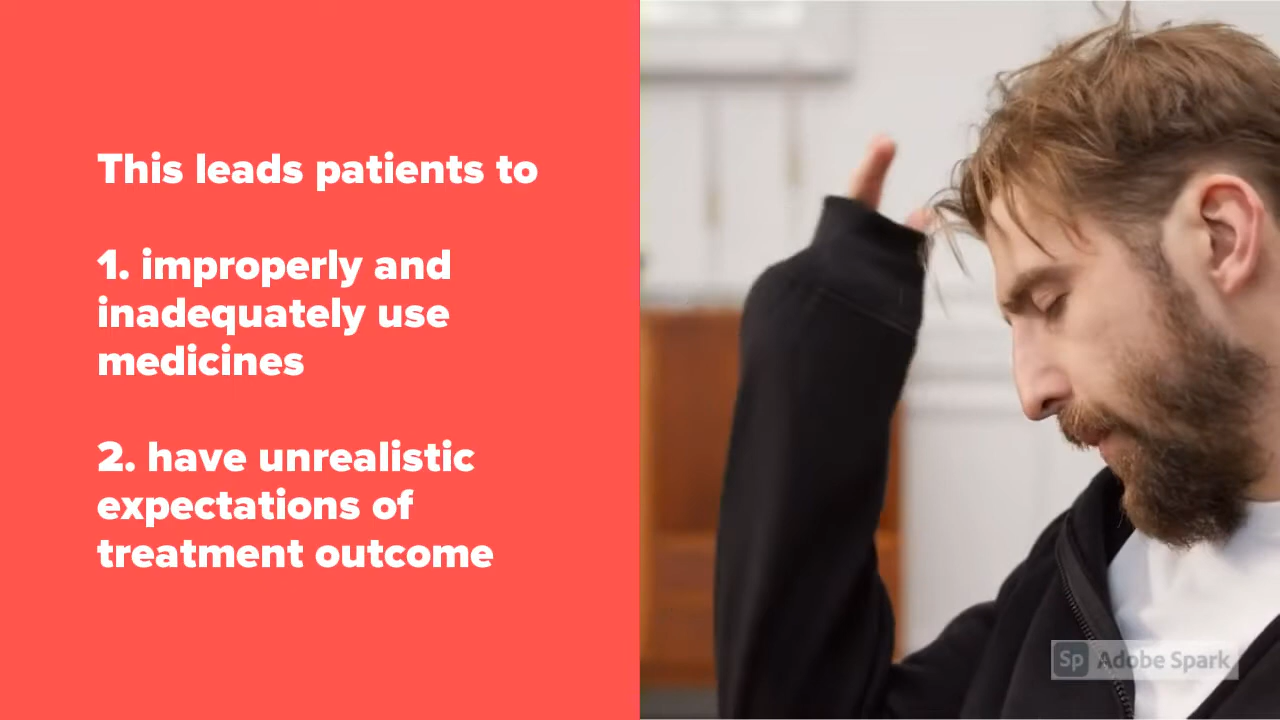 This leads patients to
1. improperly and
inadequately use
medicines
2. have unrealistic
expectations of
treatment outcome
Sp Adobe Spark